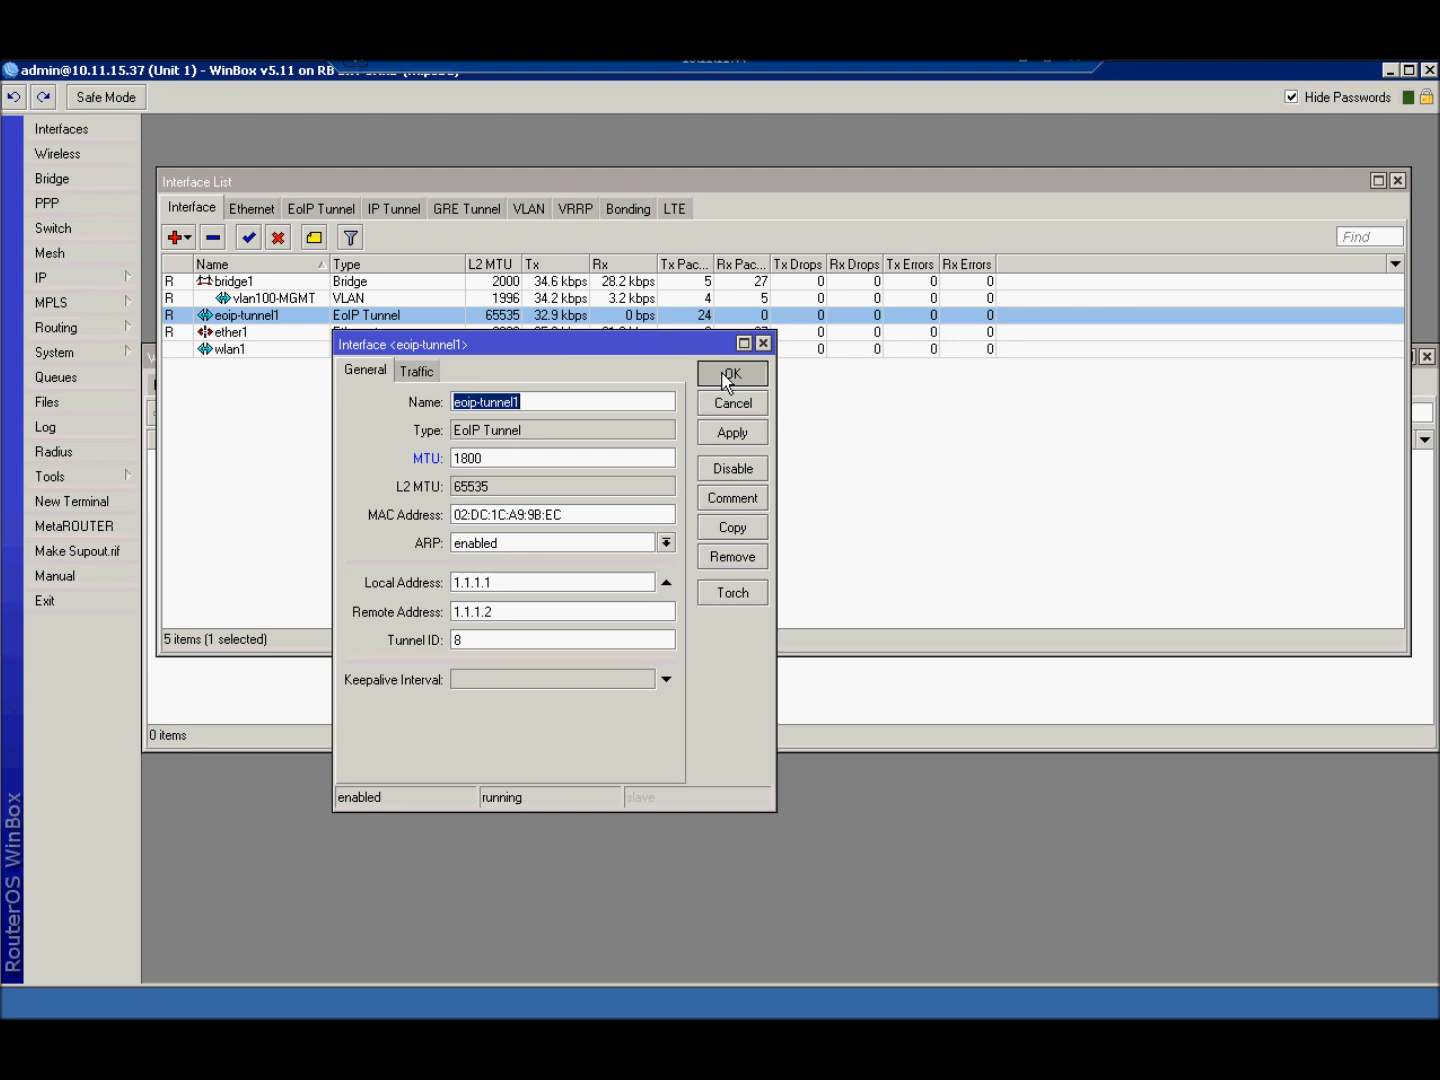 admin@10.11.15.37 (Unit 1) - WinBox v5.11 on RB
Safe Mode
Hide Passwords
Interfaces
Wireless
Bridge
PPP
Switch
Mesh
IP
MPLS
Routing
System
Queues
Files
Log
Radius
Tools
New Terminal
MetaROUTER
Make Supout.rif
Manual
Exit
RouterOS WinBox
Interface List
Interface Ethernet EoIP Tunnel IP Tunnel GRE Tunnel VLAN VRRP Bonding LTE
Find
Name Type L2 MTU Tx Rx Tx Pac... Rx Pac... Tx Drops Rx Drops Tx Errors Rx Errors
R bridge1 Bridge 2000 34.6 kbps 28.2 kbps 5 27 0 0 0 0
R vlan100-MGMT VLAN 1996 34.2 kbps 3.2 kbps 4 5 0 0 0 0
R eoip-tunnel1 EoIP Tunnel 65535 32.9 kbps 0 bps 24 0 0 0 0 0
R ether1 0 0 0 0
wlan1 0 0 0 0
5 items (1 selected)
0 items
Interface <eoip-tunnel1>
General Traffic
Name: eoip-tunnel1
Type: EoIP Tunnel
MTU: 1800
L2 MTU: 65535
MAC Address: 02:DC:1C:A9:9B:EC
ARP: enabled
Local Address: 1.1.1.1
Remote Address: 1.1.1.2
Tunnel ID: 8
Keepalive Interval:
OK
Cancel
Apply
Disable
Comment
Copy
Remove
Torch
enabled running slave